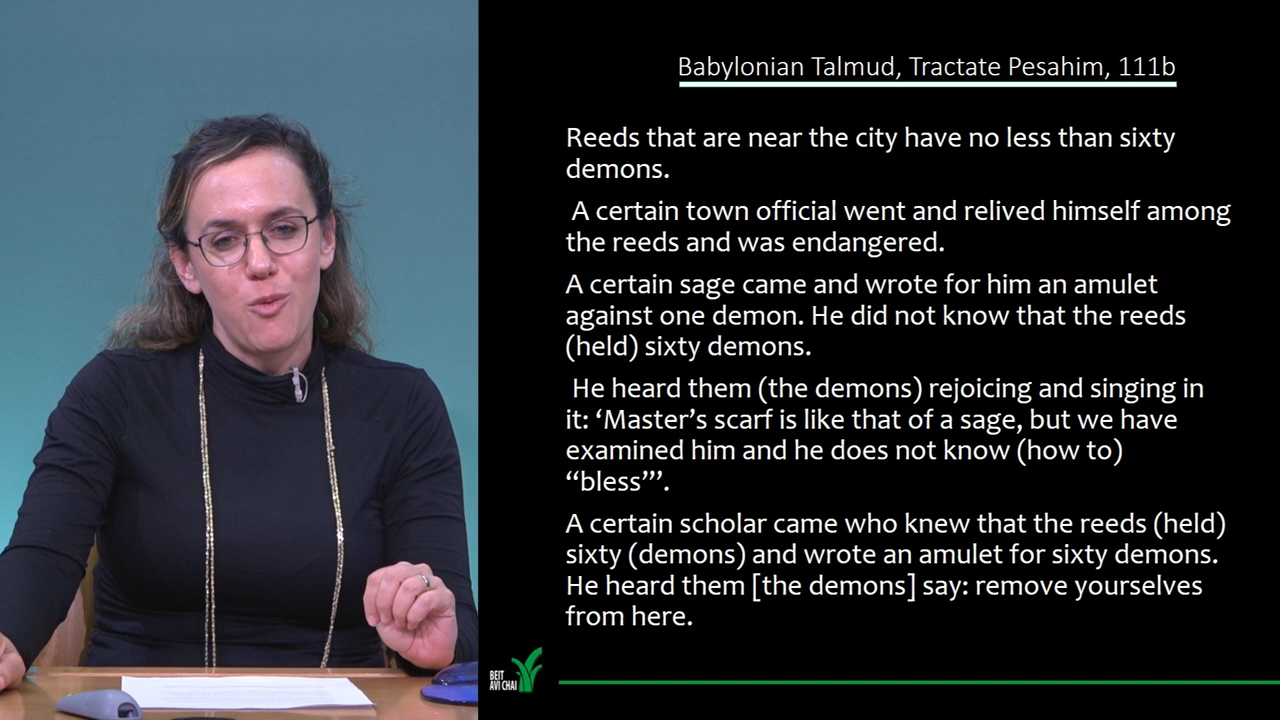 Babylonian Talmud, Tractate Pesahim, 111b
Reeds that are near the city have no less than sixty
demons.
A certain town official went and relived himself among
the reeds and was endangered.
A certain sage came and wrote for him an amulet
against one demon. He did not know that the reeds
(held) sixty demons.
He heard them (the demons) rejoicing and singing in
it: ‘Master’s scarf is like that of a sage, but we have
examined him and he does not know (how to)
“bless”’.
A certain scholar came who knew that the reeds (held)
sixty (demons) and wrote an amulet for sixty demons.
He heard them [the demons] say: remove yourselves
from here.
BEIT
AVI CHAI